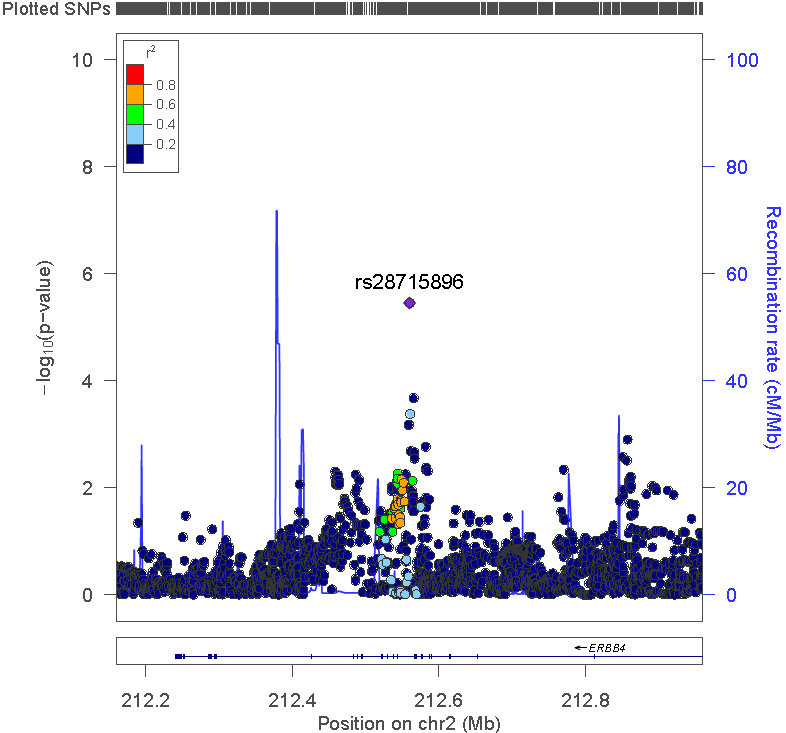 Plotted SNPs
r2
0.8
0.6
0.4
0.2
10
8
6
4
2
0
−log10(p−value)
rs28715896
100
80
60
40
20
0
Recombination rate (cM/Mb)
←ERBB4
212.2 212.4 212.6 212.8
Position on chr2 (Mb)